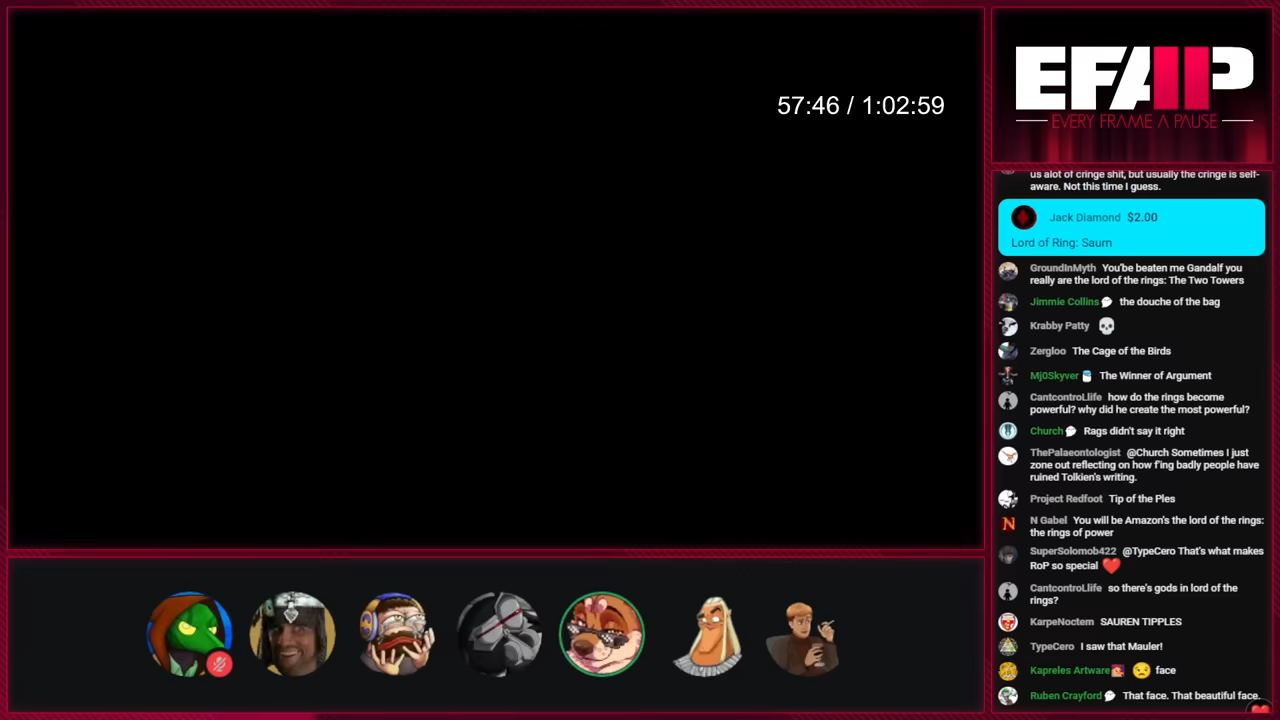 57:46 / 1:02:59
EFAP
EVERY FRAME A PAUSE
us alot of cringe shit, but usually the cringe is self-
aware. Not this time I guess.
Jack Diamond $2.00
Lord of Ring: Saurn
GroundInMyth You'be beaten me Gandalf you
really are the lord of the rings: The Two Towers
Jimmie Collins the douche of the bag
Krabby Patty 💀
Zergloo The Cage of the Birds
Mj0Skyver The Winner of Argument
CantcontroLlife how do the rings become
powerful? why did he create the most powerful?
Church Rags didn't say it right
ThePalaeontologist @Church Sometimes I just
zone out reflecting on how f'ing badly people have
ruined Tolkien's writing.
Project Redfoot Tip of the Ples
N
N Gabel You will be Amazon's the lord of the rings:
the rings of power
SuperSolomob422 @TypeCero That's what makes
RoP so special ❤️
CantcontroLlife so there's gods in lord of the
rings?
KarpeNoctem SAUREN TIPPLES
TypeCero I saw that Mauler!
Kapreles Artware 😒 face
Ruben Crayford That face. That beautiful face.